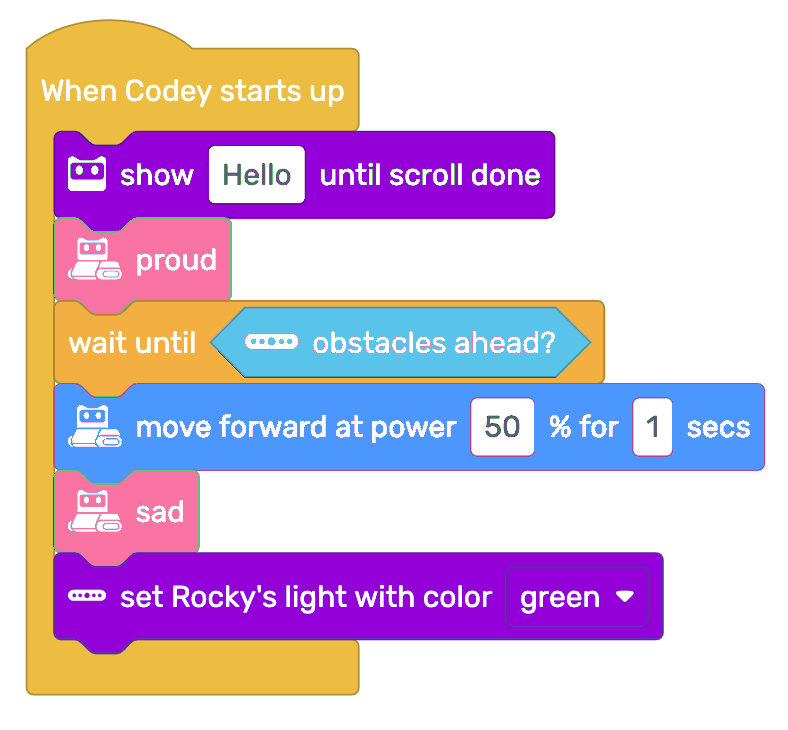 When Codey starts up
show Hello until scroll done
proud
wait until obstacles ahead?
move forward at power 50 % for 1 secs
sad
set Rocky's light with color green